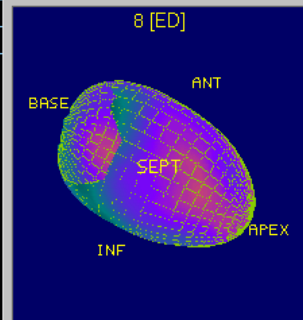 8 [ED]
ANT
BASE
SEPT
APEX
INF